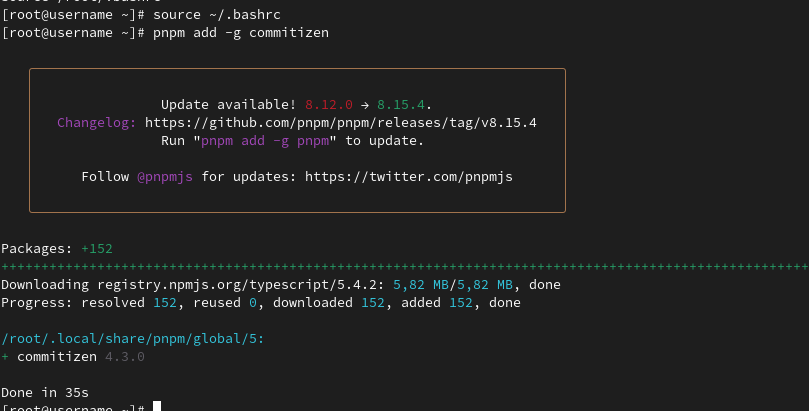 [root@username ~]# source ~/.bashrc
[root@username ~]# pnpm add -g commitizen
Update available! 8.12.0 → 8.15.4.
Changelog: https://github.com/pnpm/pnpm/releases/tag/v8.15.4
Run "pnpm add -g pnpm" to update.
Follow @pnpmjs for updates: https://twitter.com/pnpmjs
Packages: +152
+++++++++++++++++++++++++++++++++++++++++++++++++++++++++++++++++++++++++++++++++++++++++++++++++++++
Downloading registry.npmjs.org/typescript/5.4.2: 5,82 MB/5,82 MB, done
Progress: resolved 152, reused 0, downloaded 152, added 152, done
/root/.local/share/pnpm/global/5:
+ commitizen 4.3.0
Done in 35s
[root@username ~]#